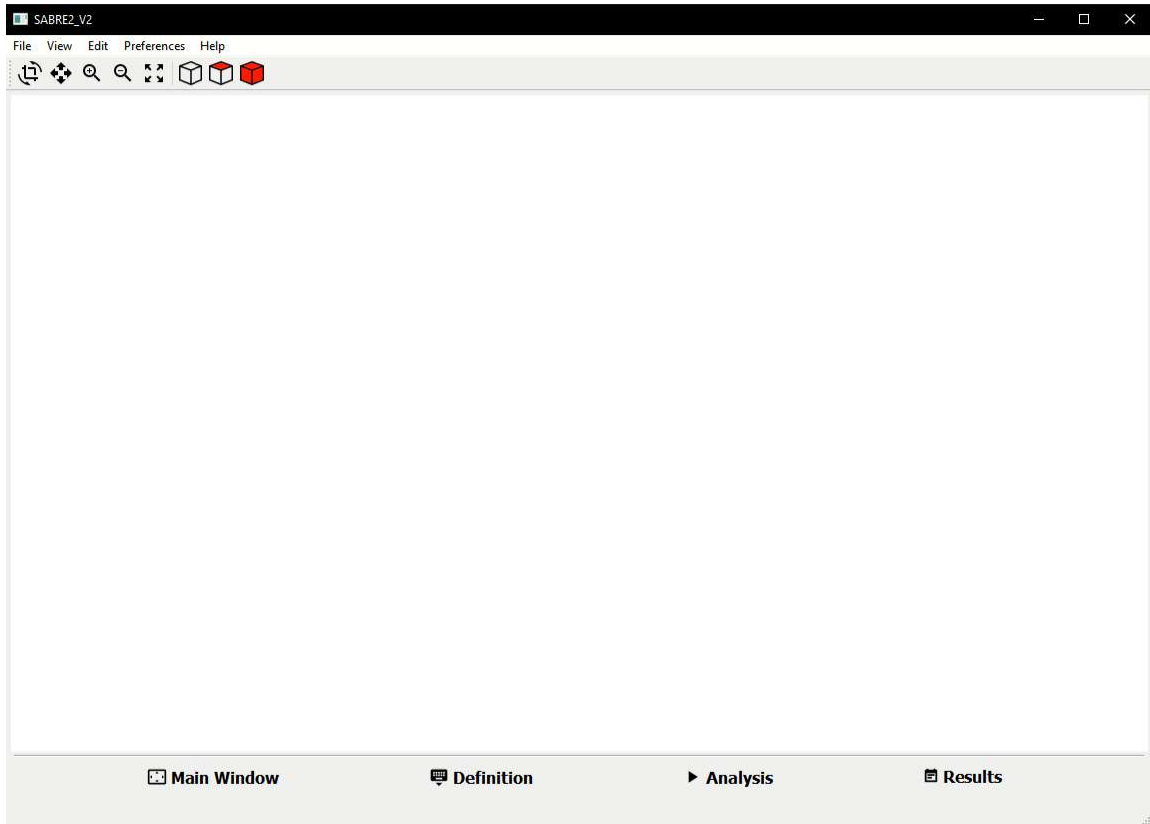 SABRE2_V2
File View Edit Preferences Help
Main Window Definition Analysis Results